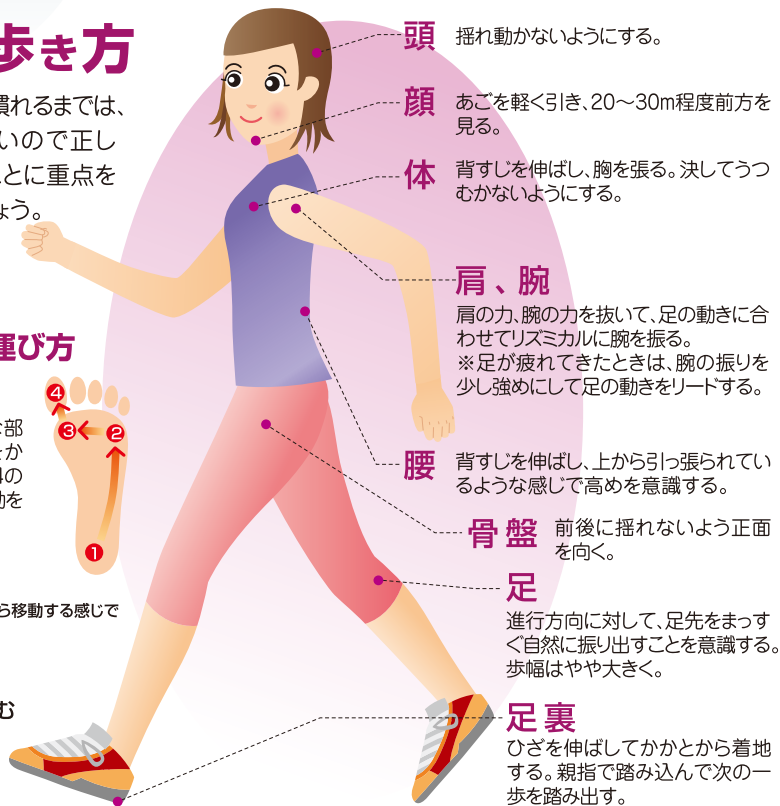 歩き方
慣れるまでは、
いので正し
とに重点を
ょう。
運び方
部
か
の
動を
ら移動する感じで
む
④
③
②
①
頭
揺れ動かないようにする。
顔
あごを軽く引き、20〜30m程度前方を
見る。
体
背すじを伸ばし、胸を張る。決してうつ
むかないようにする。
肩、腕
肩の力、腕の力を抜いて、足の動きに合
わせてリズミカルに腕を振る。
※足が疲れてきたときは、腕の振りを
少し強めにして足の動きをリードする。
腰
背すじを伸ばし、上から引っ張られてい
るような感じで高めを意識する。
骨盤
前後に揺れないよう正面
を向く。
足
進行方向に対して、足先をまっす
ぐ自然に振り出すことを意識する。
歩幅はやや大きく。
足裏
ひざを伸ばしてかかとから着地
する。親指で踏み込んで次の一
歩を踏み出す。